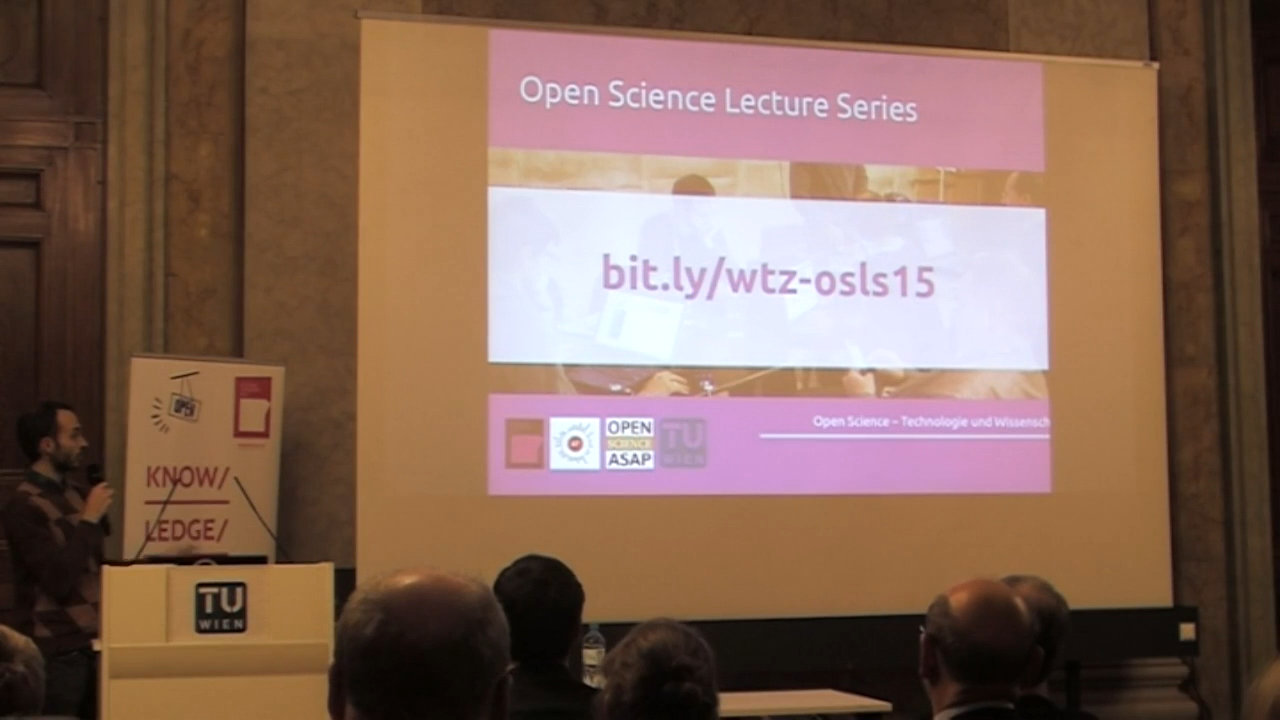 Open Science Lecture Series
bit.ly/wtz-osls15
Open Science – Technologie und Wissensch
OPEN
SCIENCE
ASAP
TU
WIEN
OPEN
KNOW/
LEDGE/
TU
WIEN